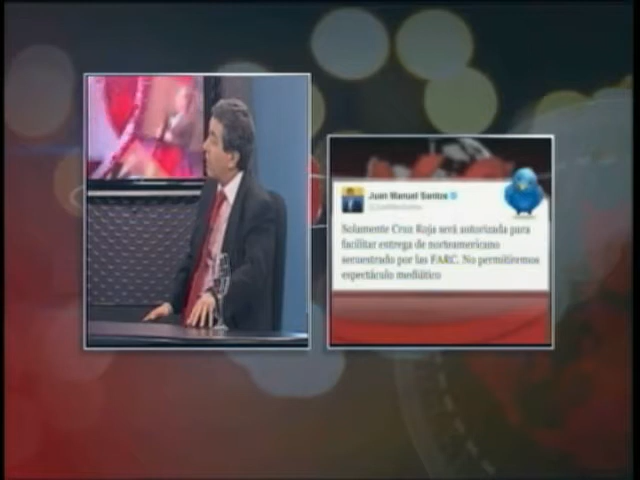 Juan Manuel Santos
Solamente Cruz Roja será autorizada para
facilitar entrega de norteamericano
secuestrado por las FARC. No permitiremos
espectáculo mediático